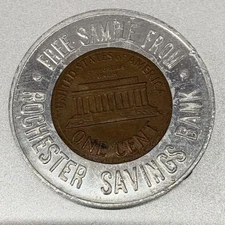 FREE SAMPLE FROM
ROCHESTER SAVINGS BANK
UNITED STATES OF AMERICA
ONE CENT